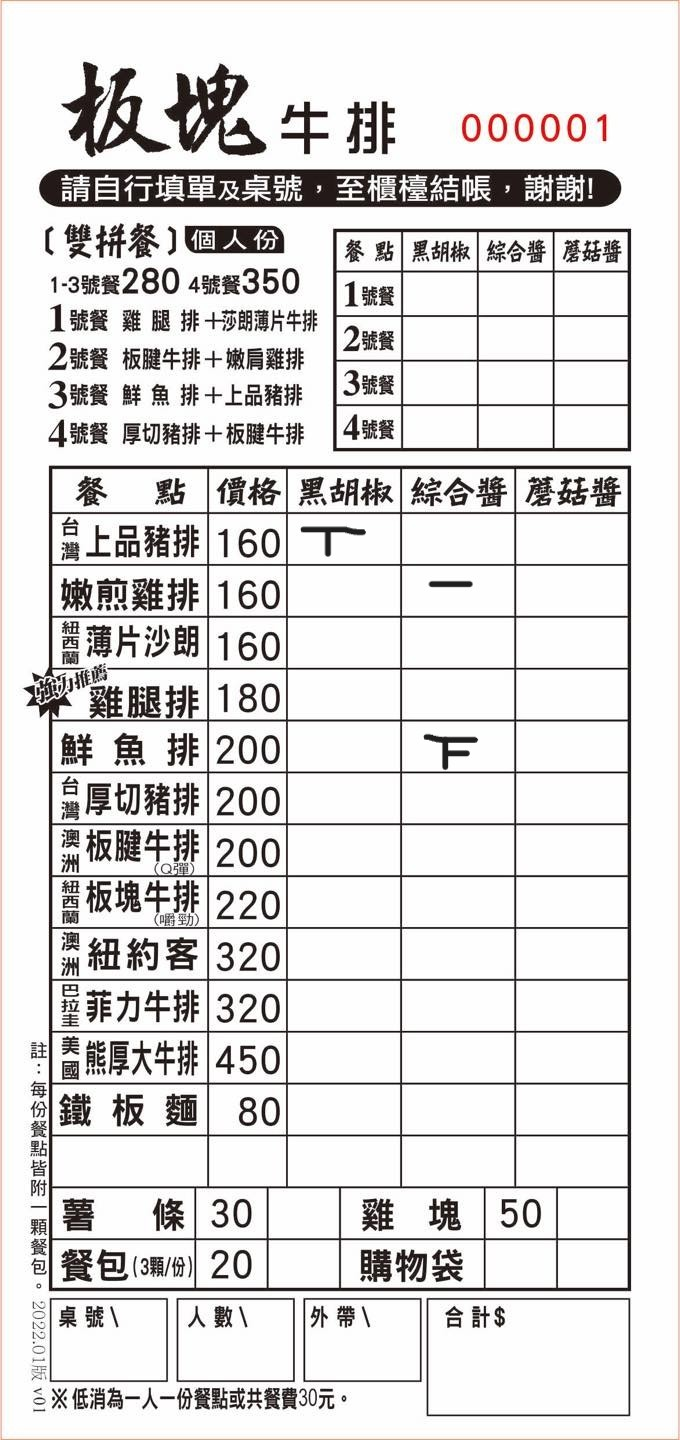 板塊牛排 000001
請自行填單及桌號，至櫃檯結帳，謝謝!
〔雙拼餐〕個人份
1-3號餐280 4號餐350
1號餐 雞腿排＋莎朗薄片牛排
2號餐 板腱牛排＋嫩肩雞排
3號餐 鮮魚排＋上品豬排
4號餐 厚切豬排＋板腱牛排
餐點 黑胡椒 綜合醬 蘑菇醬
1號餐
2號餐
3號餐
4號餐
餐點 價格 黑胡椒 綜合醬 蘑菇醬
台灣 上品豬排 160 丅
嫩煎雞排 160 一
紐西蘭 薄片沙朗 160
強力推薦 雞腿排 180
鮮魚排 200 下
台灣 厚切豬排 200
澳洲 板腱牛排(Q彈) 200
紐西蘭 板塊牛排(嚼勁) 220
澳洲 紐約客 320
巴拉圭 菲力牛排 320
美國 熊厚大牛排 450
鐵板麵 80
薯條 30 雞塊 50
餐包(3顆/份) 20 購物袋
桌號\ 人數\ 外帶\ 合計$
※低消為一人一份餐點或共餐費30元。
註：每份餐點皆附一顆餐包。 2022.01版 v01